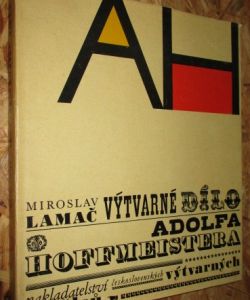 AH
MIROSLAV
LAMAČ VÝTVARNÉ DÍLO
ADOLFA
HOFFMEISTERA
nakladatelství československých výtvarných